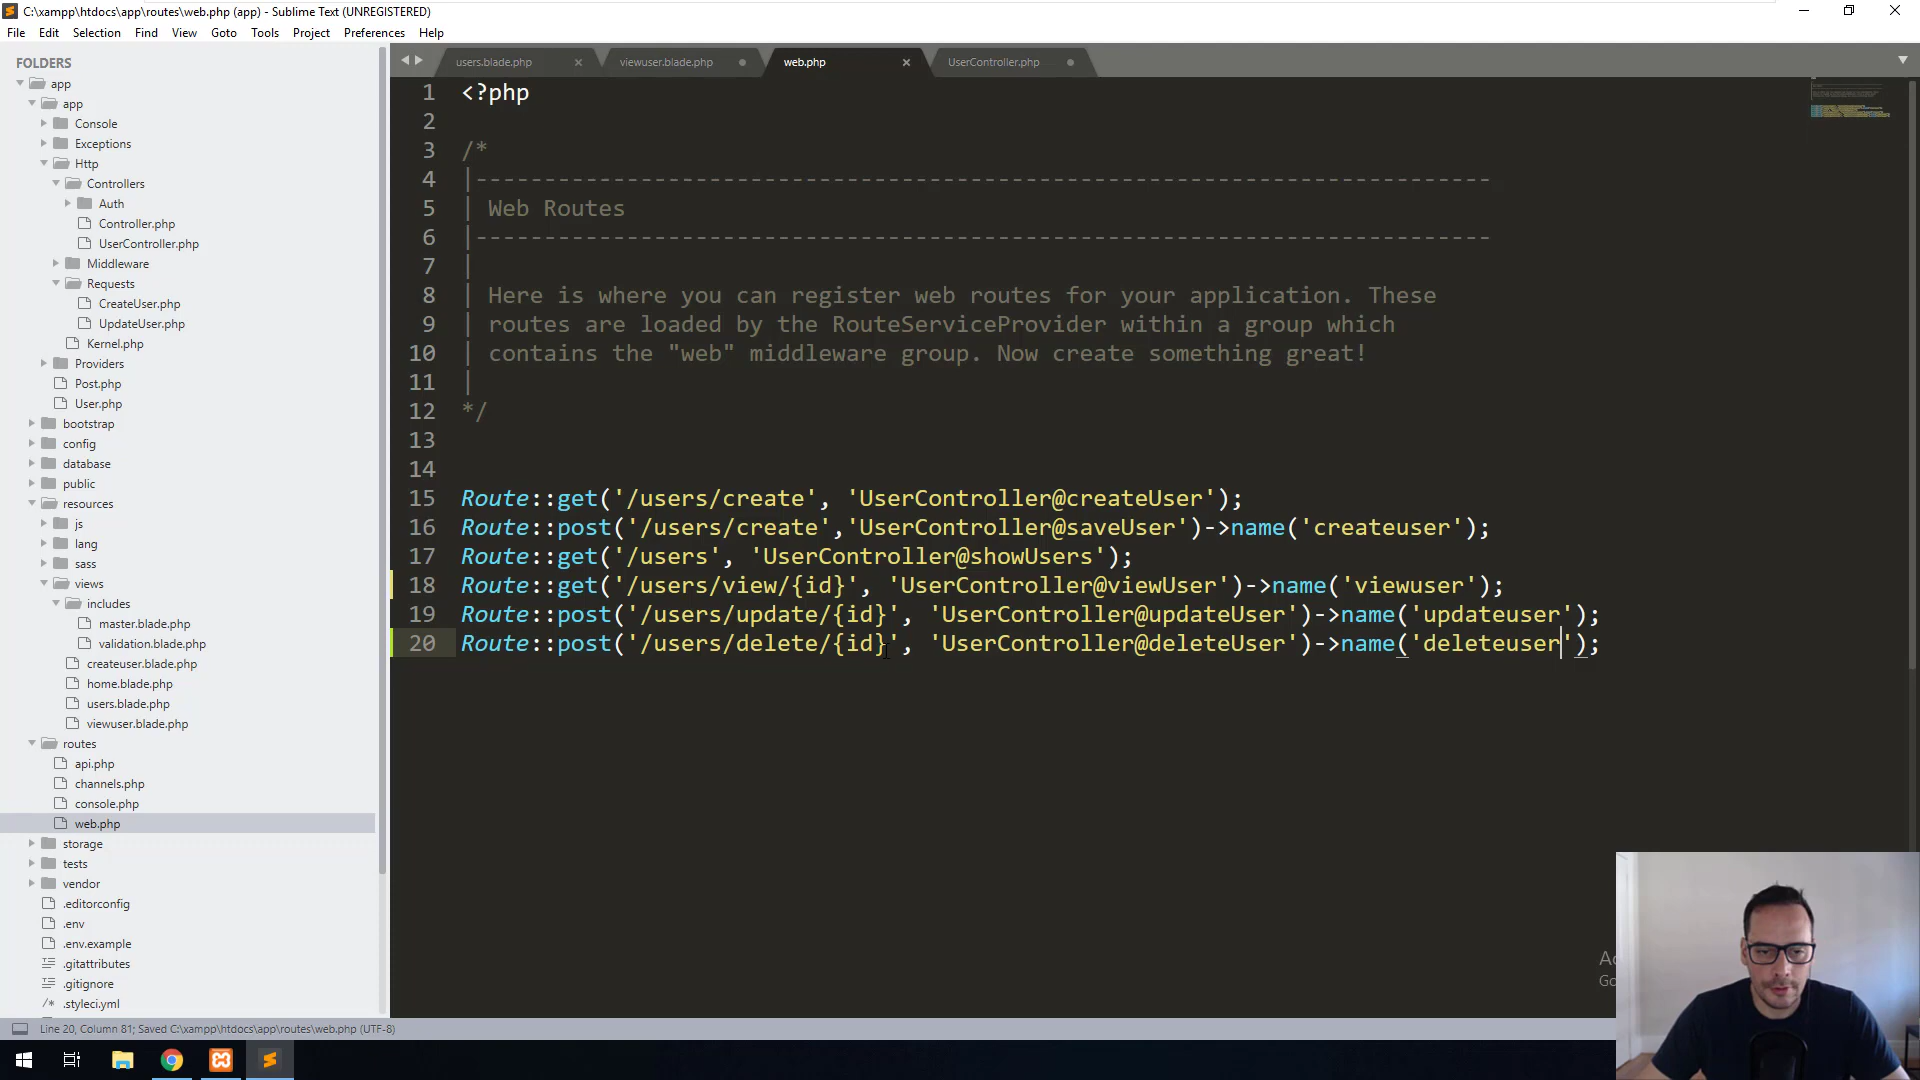 C:\xampp\htdocs\app\routes\web.php (app) - Sublime Text (UNREGISTERED)
File Edit Selection Find View Goto Tools Project Preferences Help
FOLDERS
app
app
Console
Exceptions
Http
Controllers
Auth
Controller.php
UserController.php
Middleware
Requests
CreateUser.php
UpdateUser.php
Kernel.php
Providers
Post.php
User.php
bootstrap
config
database
public
resources
js
lang
sass
views
includes
master.blade.php
validation.blade.php
createuser.blade.php
home.blade.php
users.blade.php
viewuser.blade.php
routes
api.php
channels.php
console.php
web.php
storage
tests
vendor
.editorconfig
.env
.env.example
.gitattributes
.gitignore
/* .styleci.yml
users.blade.php viewuser.blade.php web.php UserController.php
1 <?php
2
3 /*
4 |--------------------------------------------------------------------------
5 | Web Routes
6 |--------------------------------------------------------------------------
7 |
8 | Here is where you can register web routes for your application. These
9 | routes are loaded by the RouteServiceProvider within a group which
10 | contains the "web" middleware group. Now create something great!
11 |
12 */
13
14
15 Route::get('/users/create', 'UserController@createUser');
16 Route::post('/users/create','UserController@saveUser')->name('createuser');
17 Route::get('/users', 'UserController@showUsers');
18 Route::get('/users/view/{id}', 'UserController@viewUser')->name('viewuser');
19 Route::post('/users/update/{id}', 'UserController@updateUser')->name('updateuser');
20 Route::post('/users/delete/{id}', 'UserController@deleteUser')->name('deleteuser');
Line 20, Column 81; Saved C:\xampp\htdocs\app\routes\web.php (UTF-8)